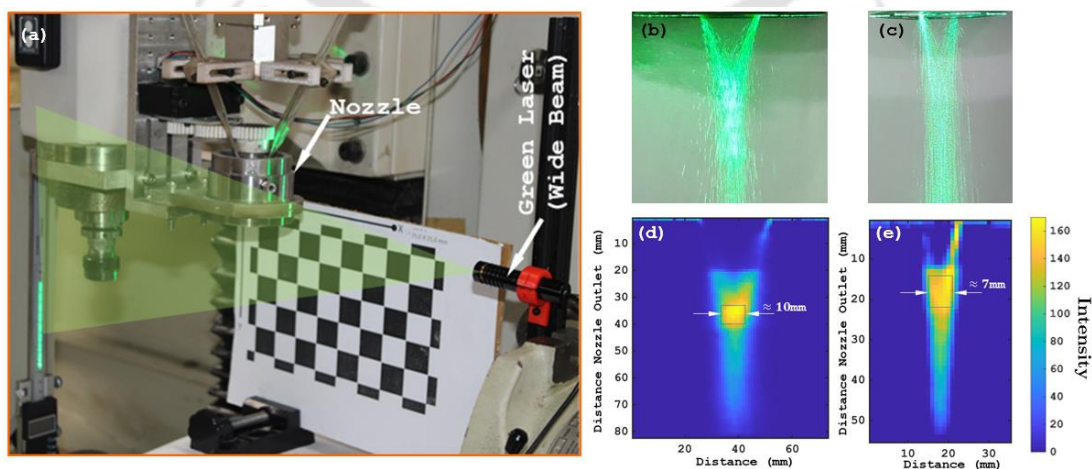 (a)
Nozzle
Green Laser
(Wide Beam)
X
(b)
(c)
(d)
Distance Nozzle Outlet (mm)
10
20
30
40
50
60
70
80
≈ 10mm
20
40
60
Distance (mm)
(e)
Distance Nozzle Outlet (mm)
10
20
30
40
50
≈ 7mm
0
10
20
30
Distance (mm)
160
140
120
100
80
60
40
20
0
Intensity